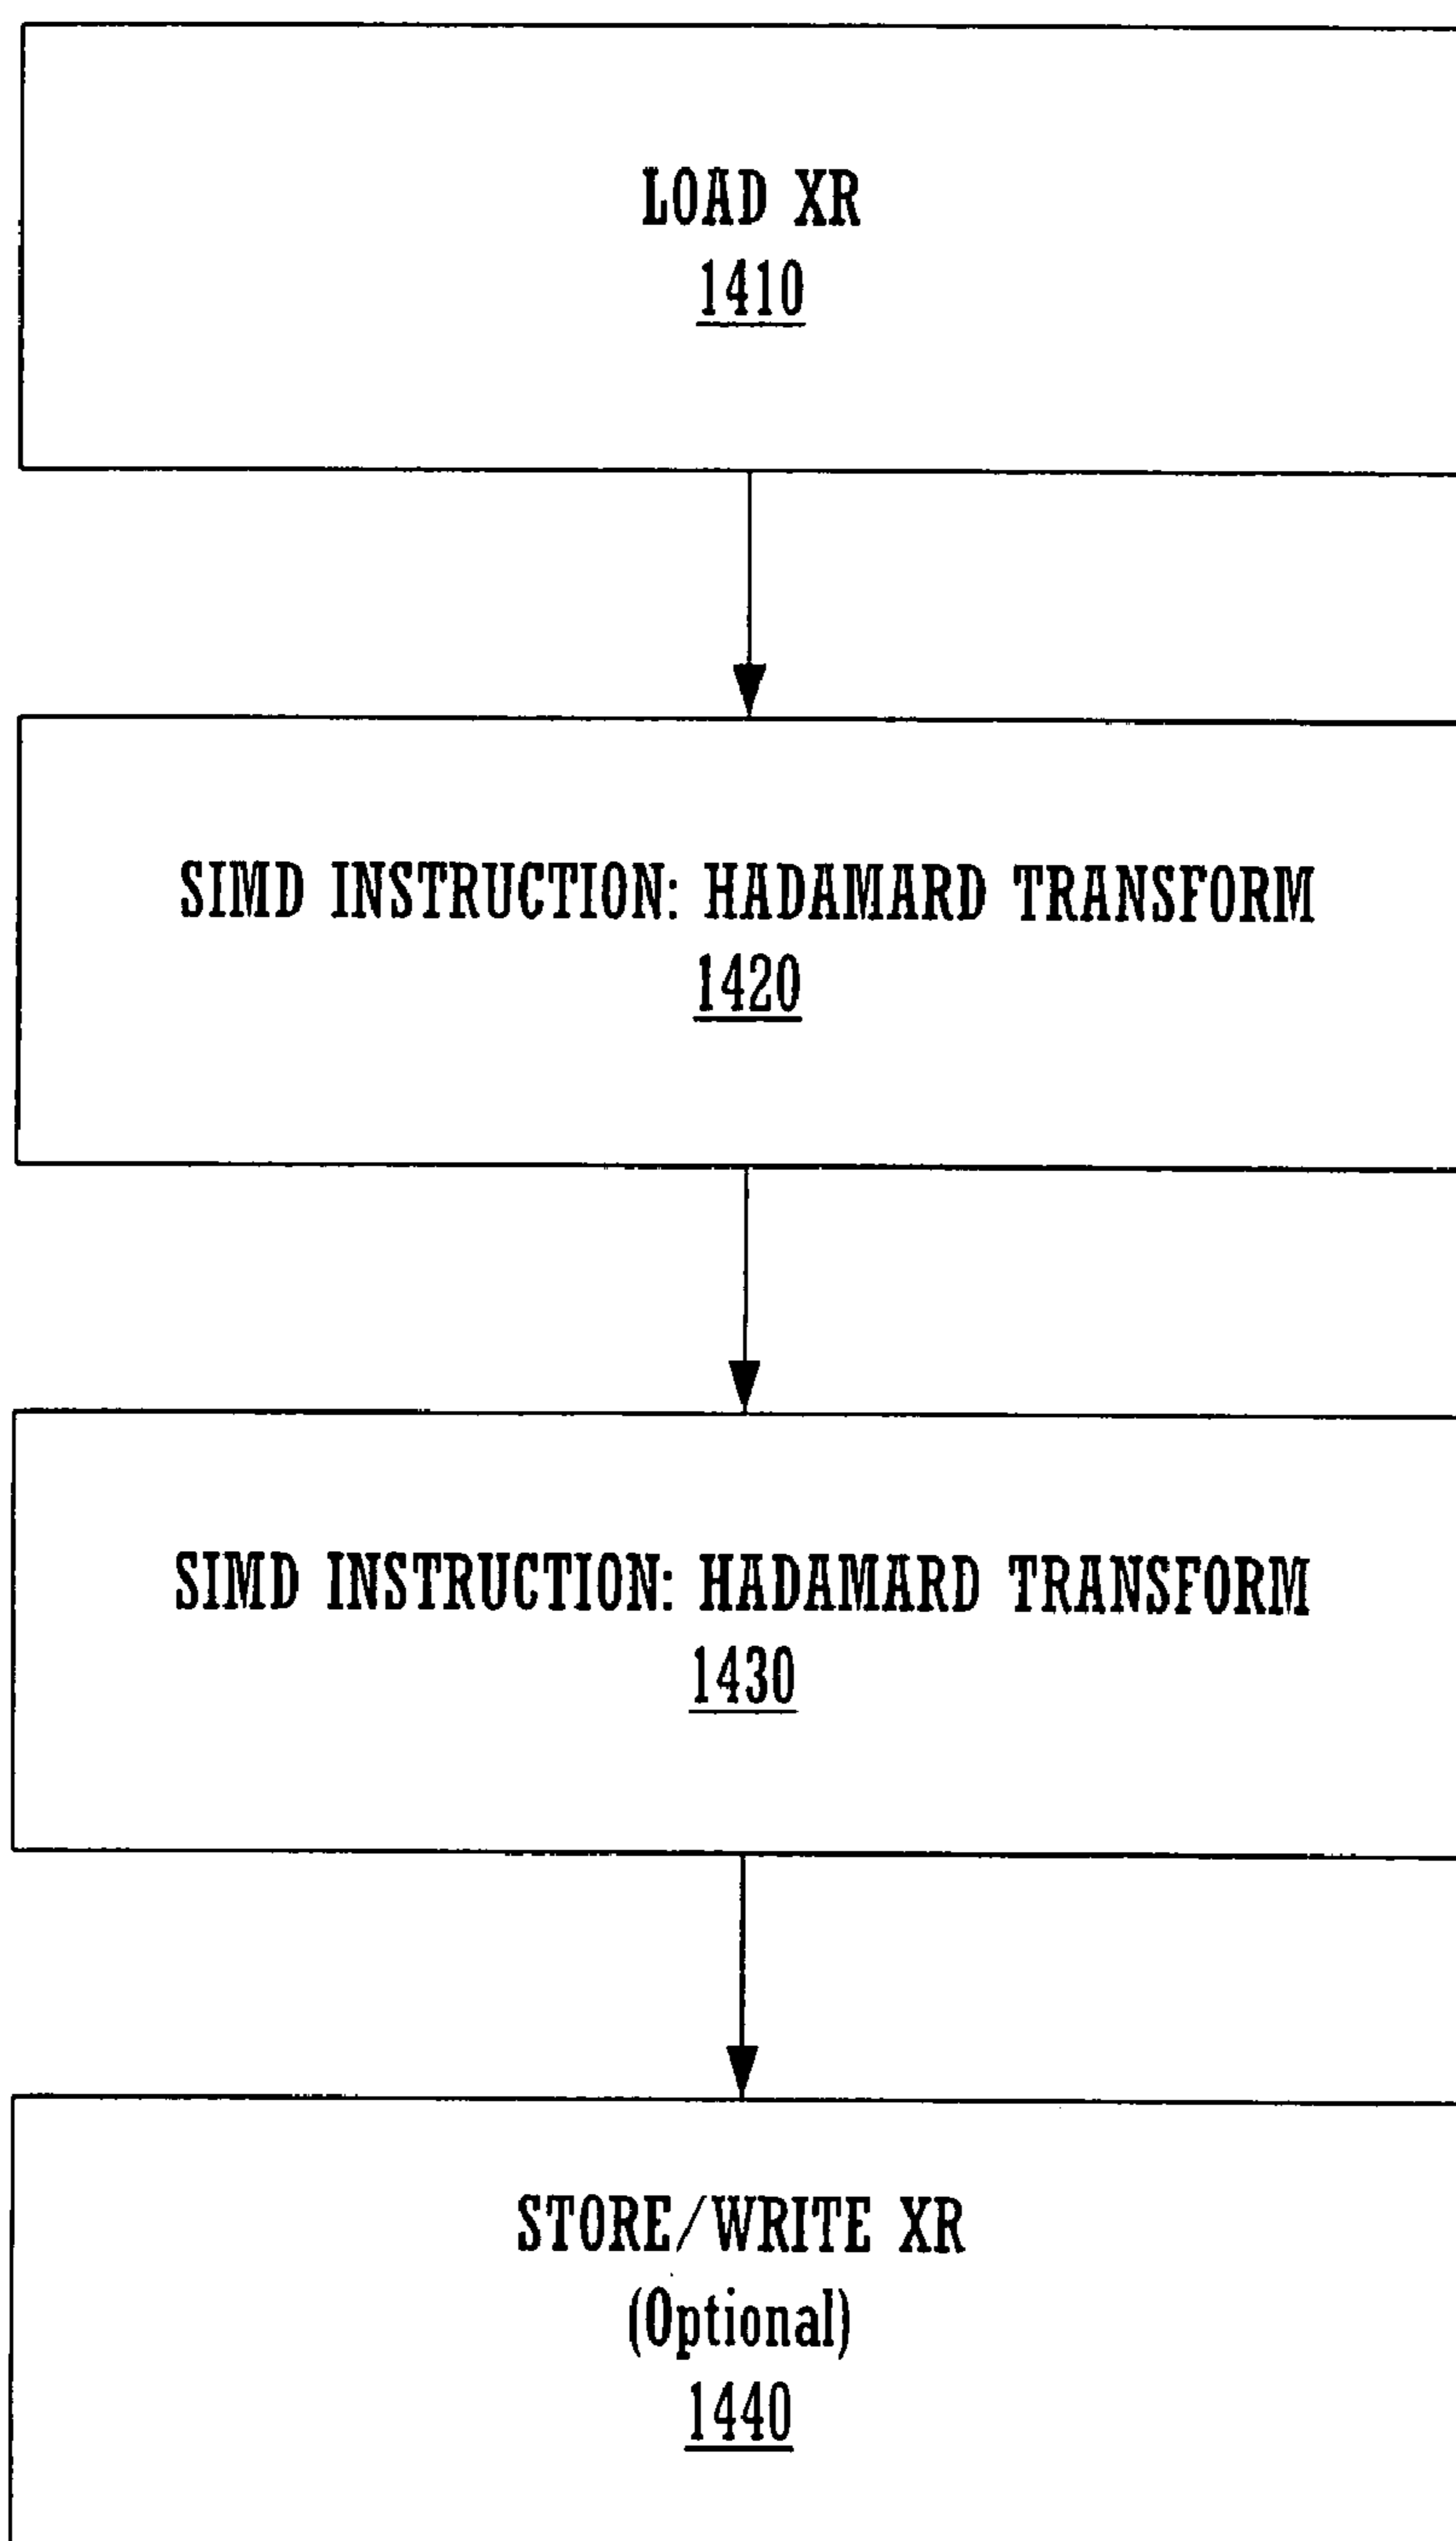 LOAD XR
1410
SIMD INSTRUCTION: HADAMARD TRANSFORM
1420
SIMD INSTRUCTION: HADAMARD TRANSFORM
1430
STORE/WRITE XR
(Optional)
1440